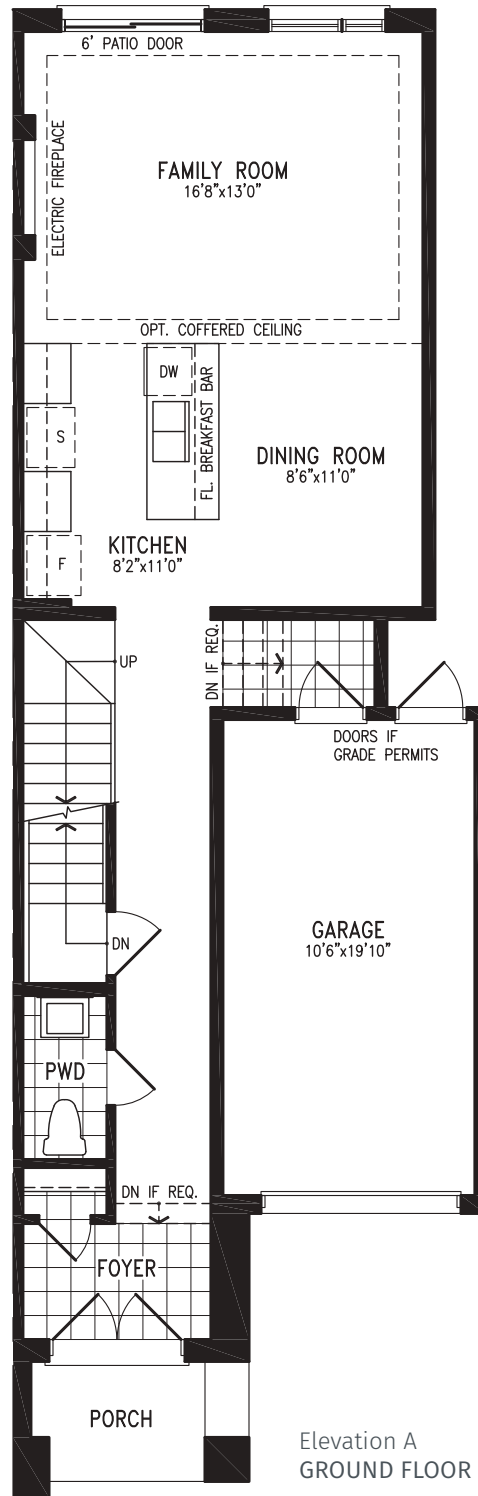 6' PATIO DOOR
ELECTRIC FIREPLACE
FAMILY ROOM
16'8"x13'0"
OPT. COFFERED CEILING
DW
S
FL. BREAKFAST BAR
DINING ROOM
8'6"x11'0"
KITCHEN
8'2"x11'0"
F
UP
DN IF REQ.
DOORS IF
GRADE PERMITS
GARAGE
10'6"x19'10"
DN
PWD
DN IF REQ.
FOYER
PORCH
Elevation A
GROUND FLOOR